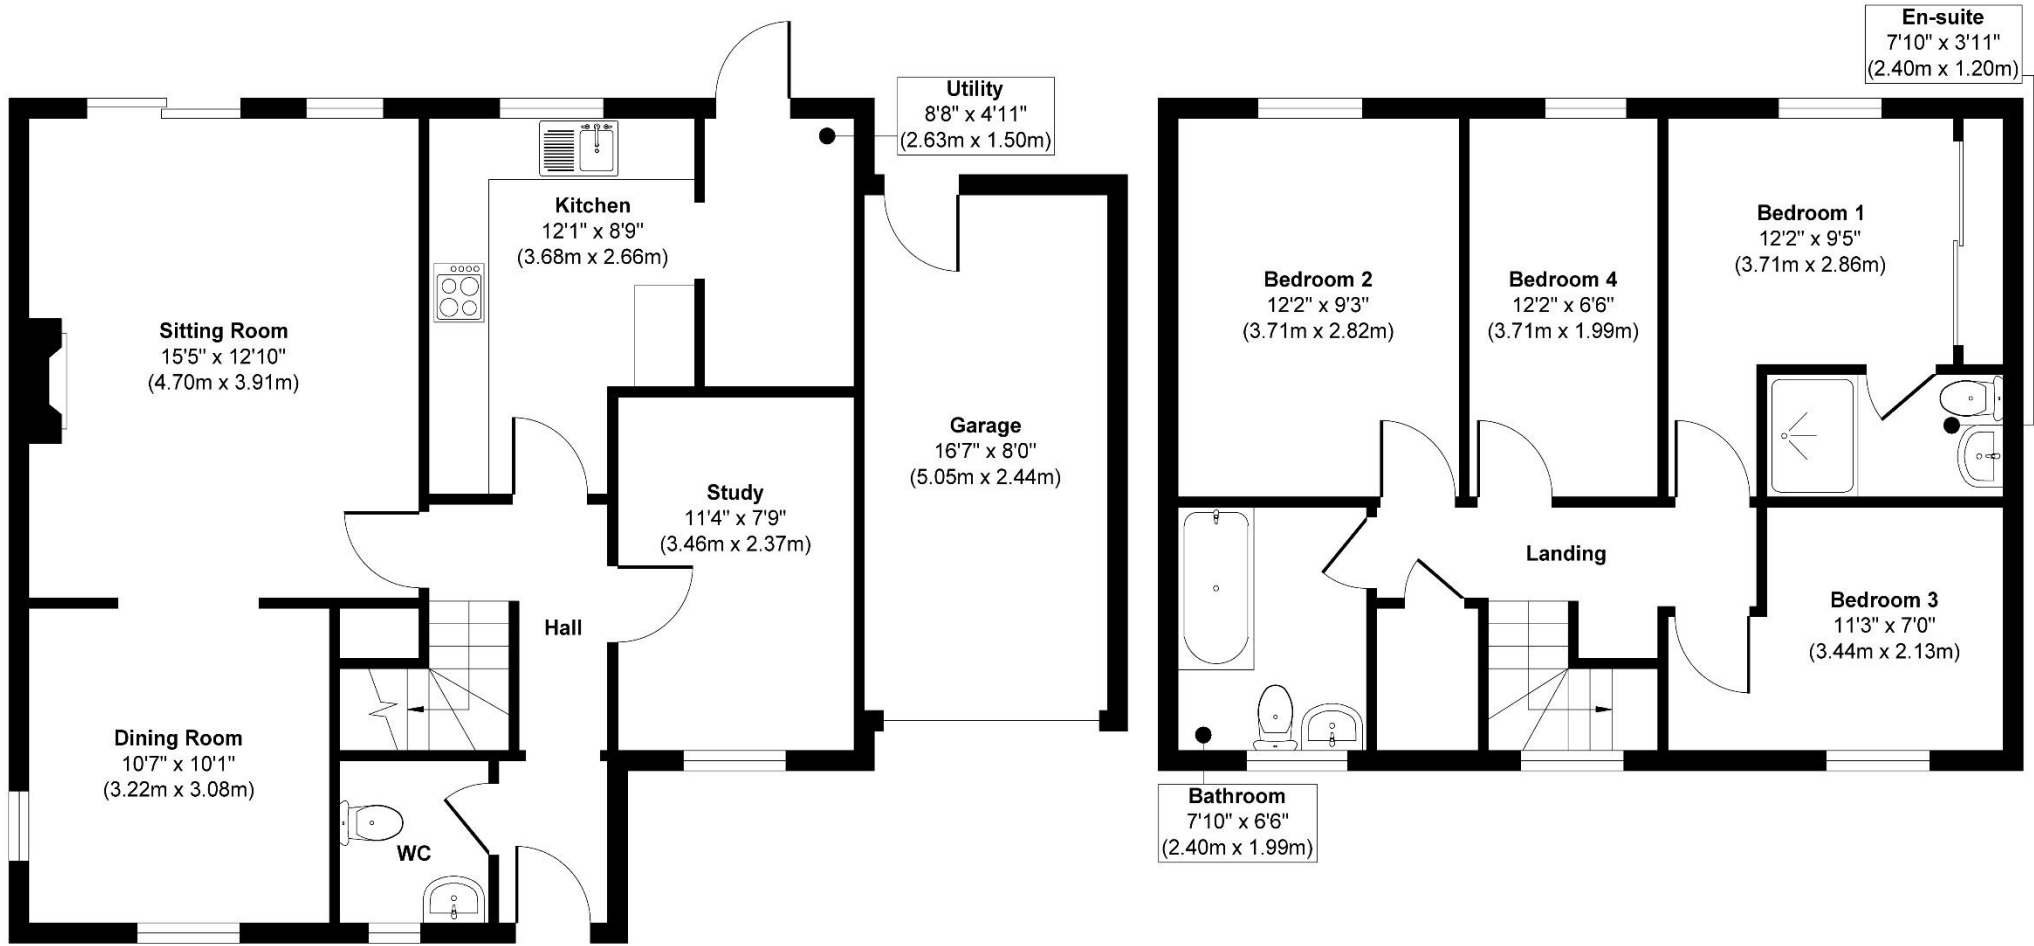 En-suite
7'10" x 3'11"
(2.40m x 1.20m)
Utility
8'8" x 4'11"
(2.63m x 1.50m)
Kitchen
12'1" x 8'9"
(3.68m x 2.66m)
Sitting Room
15'5" x 12'10"
(4.70m x 3.91m)
Garage
16'7" x 8'0"
(5.05m x 2.44m)
Study
11'4" x 7'9"
(3.46m x 2.37m)
Hall
Dining Room
10'7" x 10'1"
(3.22m x 3.08m)
WC
Bedroom 1
12'2" x 9'5"
(3.71m x 2.86m)
Bedroom 2
12'2" x 9'3"
(3.71m x 2.82m)
Bedroom 4
12'2" x 6'6"
(3.71m x 1.99m)
Landing
Bedroom 3
11'3" x 7'0"
(3.44m x 2.13m)
Bathroom
7'10" x 6'6"
(2.40m x 1.99m)